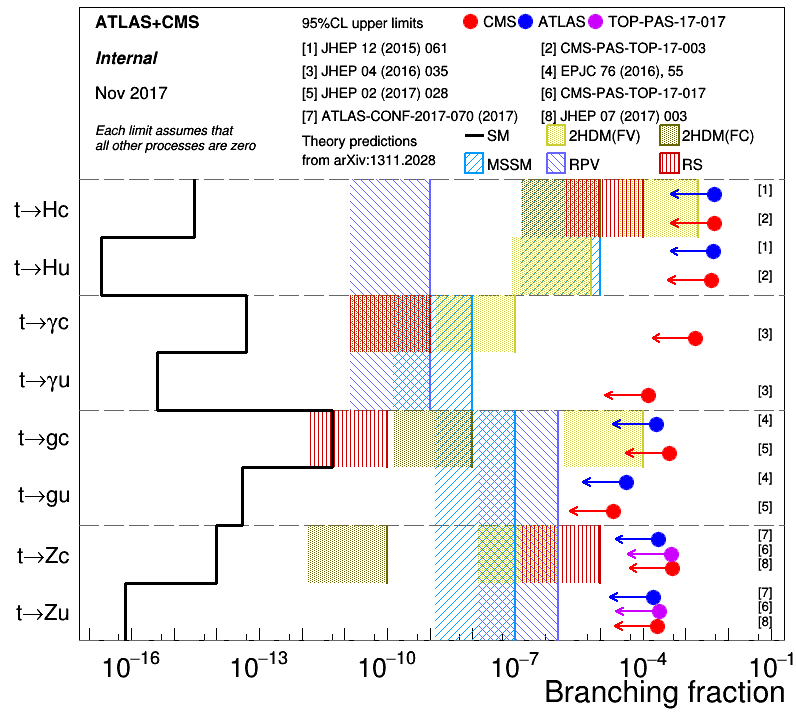 ATLAS+CMS
Internal
Nov 2017
Each limit assumes that
all other processes are zero
95%CL upper limits CMS ATLAS TOP-PAS-17-017
[1] JHEP 12 (2015) 061 [2] CMS-PAS-TOP-17-003
[3] JHEP 04 (2016) 035 [4] EPJC 76 (2016), 55
[5] JHEP 02 (2017) 028 [6] CMS-PAS-TOP-17-017
[7] ATLAS-CONF-2017-070 (2017) [8] JHEP 07 (2017) 003
Theory predictions
from arXiv:1311.2028
SM 2HDM(FV) 2HDM(FC)
MSSM RPV RS
t→Hc [1]
[2]
t→Hu [1]
[2]
t→γc [3]
t→γu [3]
t→gc [4]
[5]
t→gu [4]
[5]
t→Zc [7]
[6]
[8]
t→Zu [7]
[6]
[8]
10⁻¹⁶ 10⁻¹³ 10⁻¹⁰ 10⁻⁷ 10⁻⁴ 10⁻¹
Branching fraction